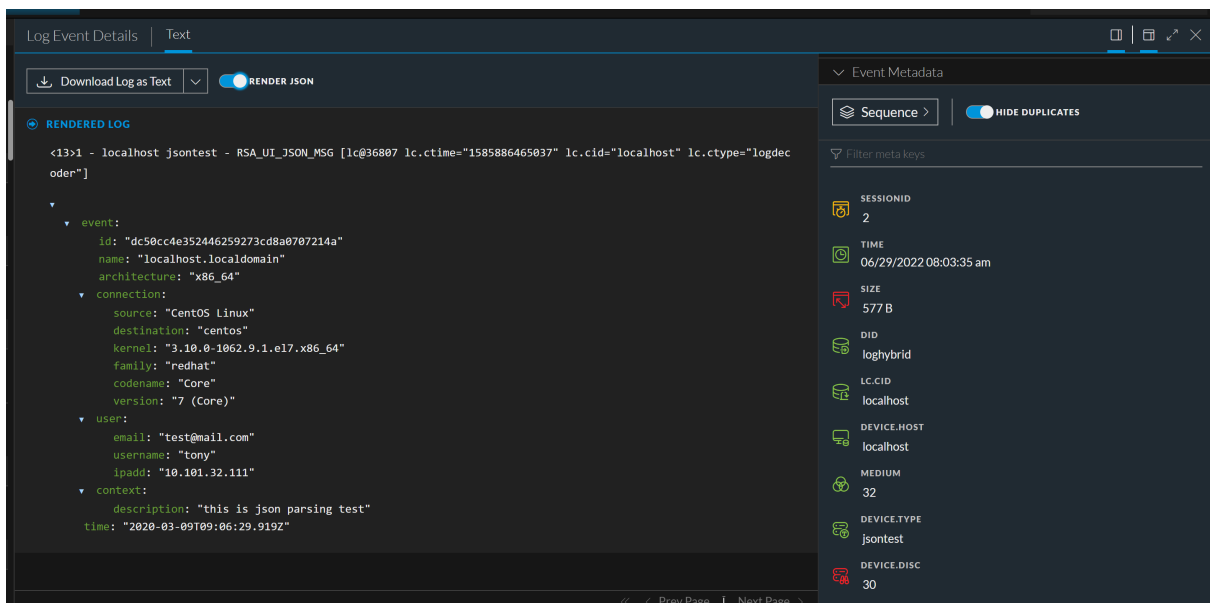 Log Event Details Text
Download Log as Text RENDER JSON
RENDERED LOG
<13>1 - localhost jsontest - RSA_UI_JSON_MSG [lc@36807 lc.ctime="1585886465037" lc.cid="localhost" lc.ctype="logdec
oder"]
event:
id: "dc50cc4e352446259273cd8a0707214a"
name: "localhost.localdomain"
architecture: "x86_64"
connection:
source: "CentOS Linux"
destination: "centos"
kernel: "3.10.0-1062.9.1.el7.x86_64"
family: "redhat"
codename: "Core"
version: "7 (Core)"
user:
email: "test@mail.com"
username: "tony"
ipadd: "10.101.32.111"
context:
description: "this is json parsing test"
time: "2020-03-09T09:06:29.919Z"
Prev Page 1 Next Page
Event Metadata
Sequence HIDE DUPLICATES
Filter meta keys
SESSIONID
2
TIME
06/29/2022 08:03:35 am
SIZE
577 B
DID
loghybrid
LC.CID
localhost
DEVICE.HOST
localhost
MEDIUM
32
DEVICE.TYPE
jsontest
DEVICE.DISC
30